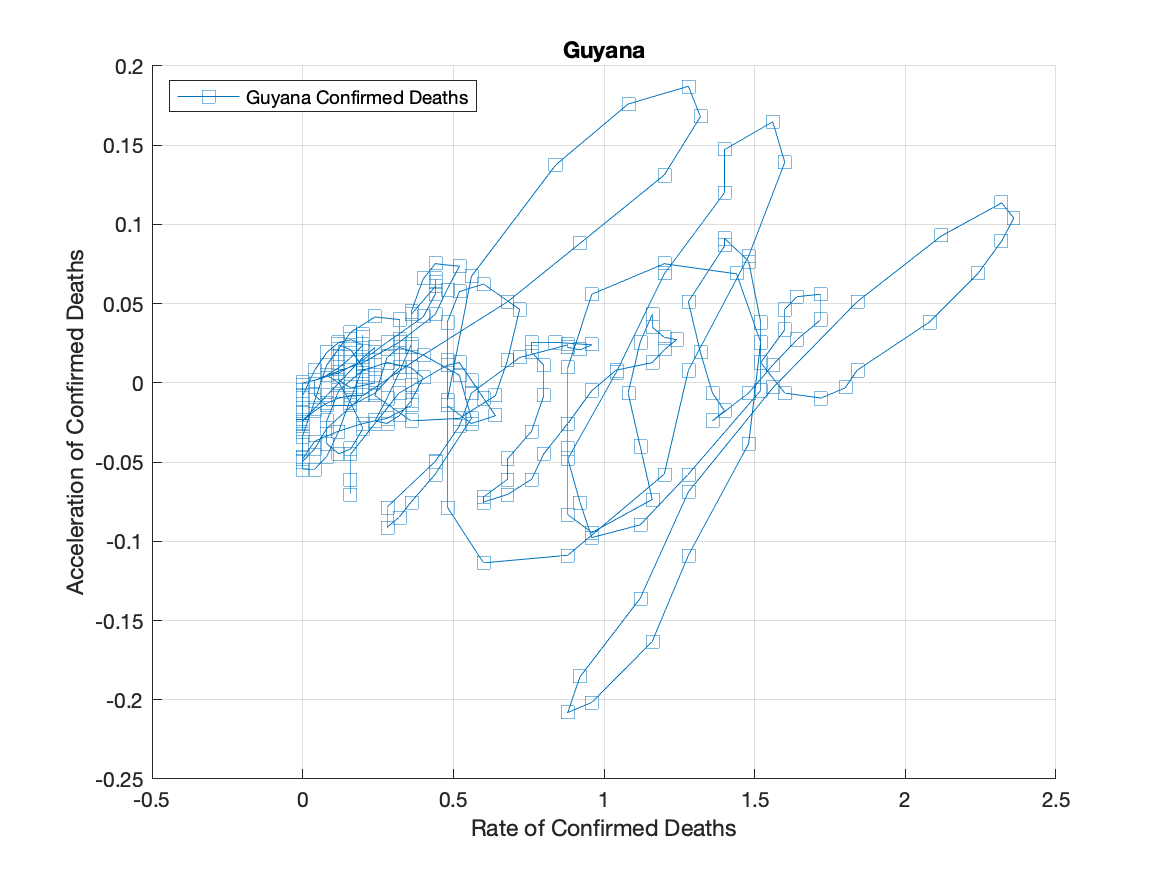 Guyana
Guyana Confirmed Deaths
0.2
0.15
0.1
0.05
0
-0.05
-0.1
-0.15
-0.2
-0.25
Acceleration of Confirmed Deaths
-0.5 0 0.5 1 1.5 2 2.5
Rate of Confirmed Deaths